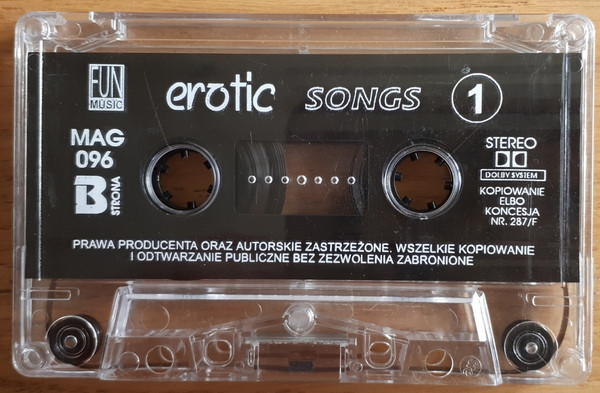 FUN
MUSIC
erotic SONGS 1
MAG
096
B
STRONA
STEREO
DOLBY SYSTEM
KOPIOWANIE
ELBO
KONCESJA
NR. 287/F
PRAWA PRODUCENTA ORAZ AUTORSKIE ZASTRZEŻONE. WSZELKIE KOPIOWANIE
I ODTWARZANIE PUBLICZNE BEZ ZEZWOLENIA ZABRONIONE